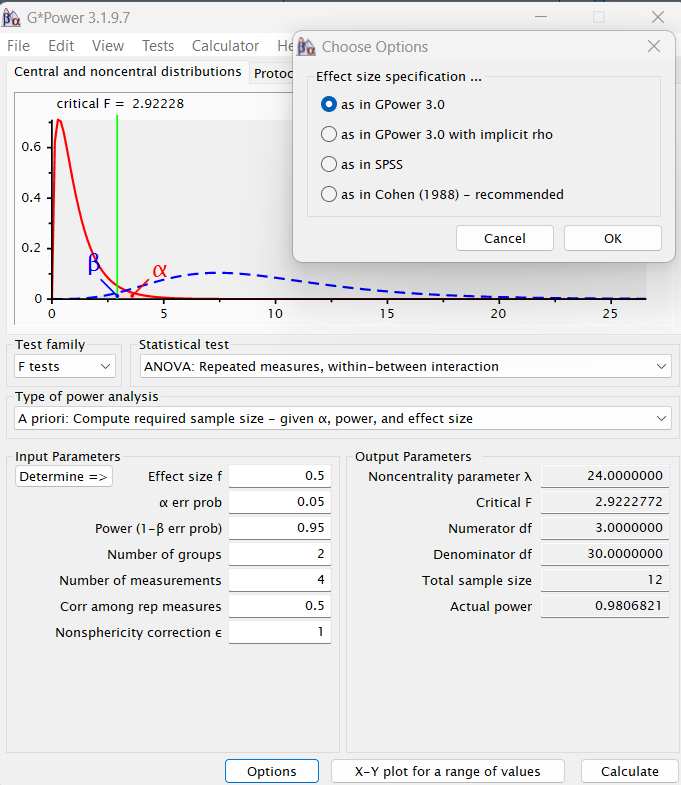 G*Power 3.1.9.7
File Edit View Tests Calculator He
Central and noncentral distributions Protoc
critical F = 2.92228
0.6
0.4
0.2
0
β
α
0 5 10 15 20 25
Choose Options
Effect size specification ...
as in GPower 3.0
as in GPower 3.0 with implicit rho
as in SPSS
as in Cohen (1988) - recommended
Cancel OK
Test family
F tests
Statistical test
ANOVA: Repeated measures, within-between interaction
Type of power analysis
A priori: Compute required sample size - given α, power, and effect size
Input Parameters
Determine => Effect size f 0.5
α err prob 0.05
Power (1-β err prob) 0.95
Number of groups 2
Number of measurements 4
Corr among rep measures 0.5
Nonsphericity correction ϵ 1
Output Parameters
Noncentrality parameter λ 24.0000000
Critical F 2.9222772
Numerator df 3.0000000
Denominator df 30.0000000
Total sample size 12
Actual power 0.9806821
Options X-Y plot for a range of values Calculate